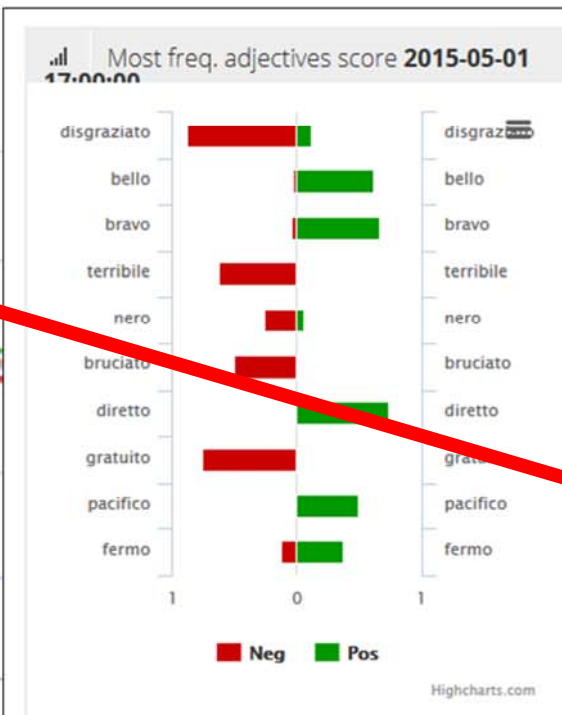 Most freq. adjectives score 2015-05-01
17:00:00
disgraziato
bello bello
bravo bravo
terribile terribile
nero nero
bruciato bruciato
diretto diretto
gratuito
pacifico pacifico
fermo fermo
1 0 1
Neg Pos
Highcharts.com